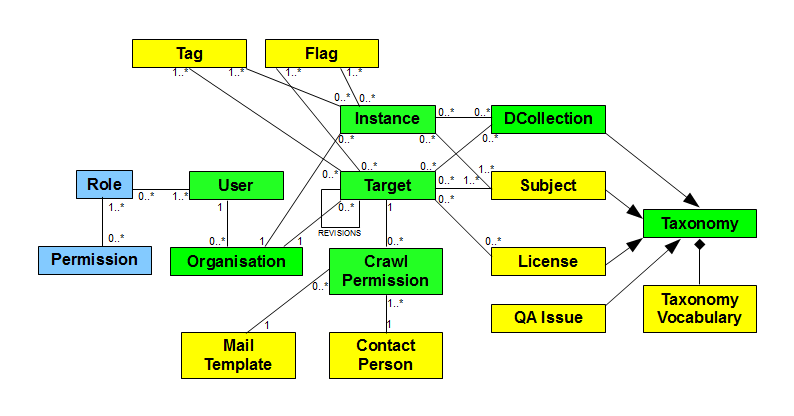 Tag
Flag
1..*
1..*
1..*
1..*
0..*
0..*
Instance
0..*
0..*
DCollection
0..*
0..*
0..*
0..*
0..*
1..*
Role
0..*
1..*
User
0..*
Target
0..*
1..*
Subject
1..*
1
0..*
1
0..*
Taxonomy
REVISIONS
0..*
0..*
1
1
0..*
0..*
Permission
Organisation
Crawl
Permission
License
0..*
1..*
QA Issue
Taxonomy
Vocabulary
1
1
Mail
Template
Contact
Person